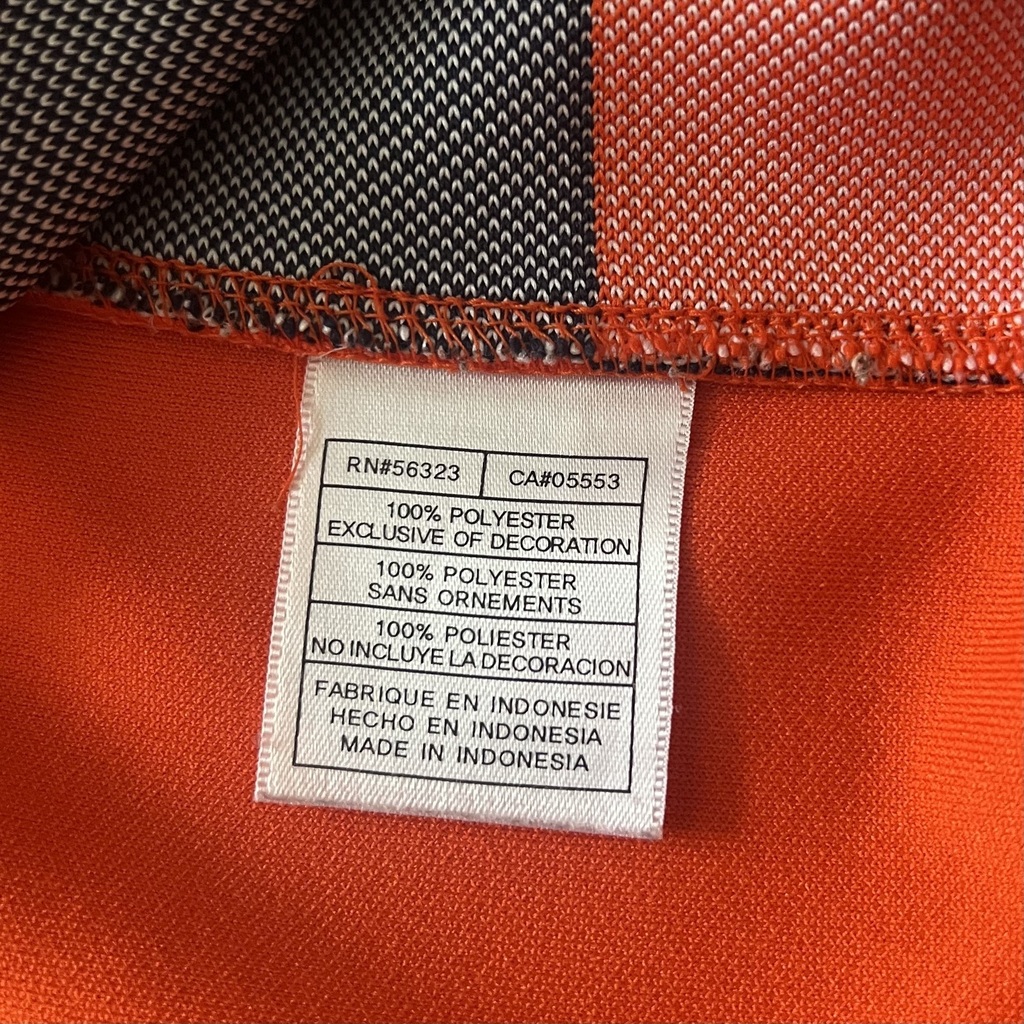 RN#56323 CA#05553
100% POLYESTER
EXCLUSIVE OF DECORATION
100% POLYESTER
SANS ORNEMENTS
100% POLIESTER
NO INCLUYE LA DECORACION
FABRIQUE EN INDONESIE
HECHO EN INDONESIA
MADE IN INDONESIA